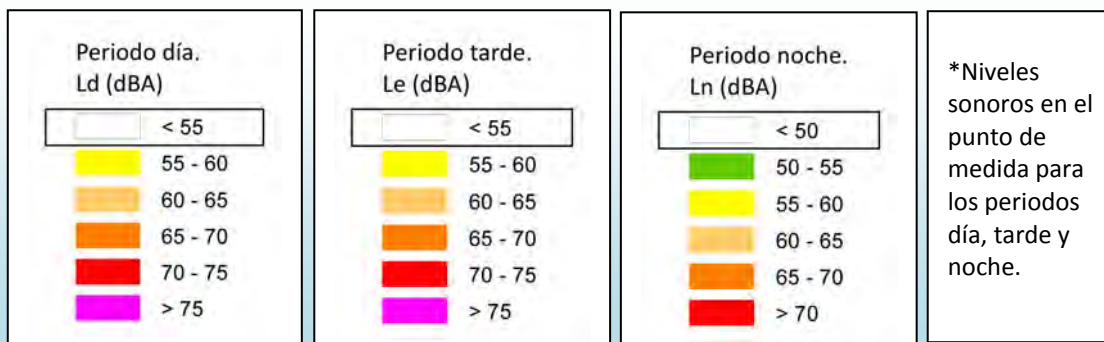 Periodo día.
Ld (dBA)
< 55
55 - 60
60 - 65
65 - 70
70 - 75
> 75
Periodo tarde.
Le (dBA)
< 55
55 - 60
60 - 65
65 - 70
70 - 75
> 75
Periodo noche.
Ln (dBA)
< 50
50 - 55
55 - 60
60 - 65
65 - 70
> 70
*Niveles
sonoros en el
punto de
medida para
los periodos
día, tarde y
noche.